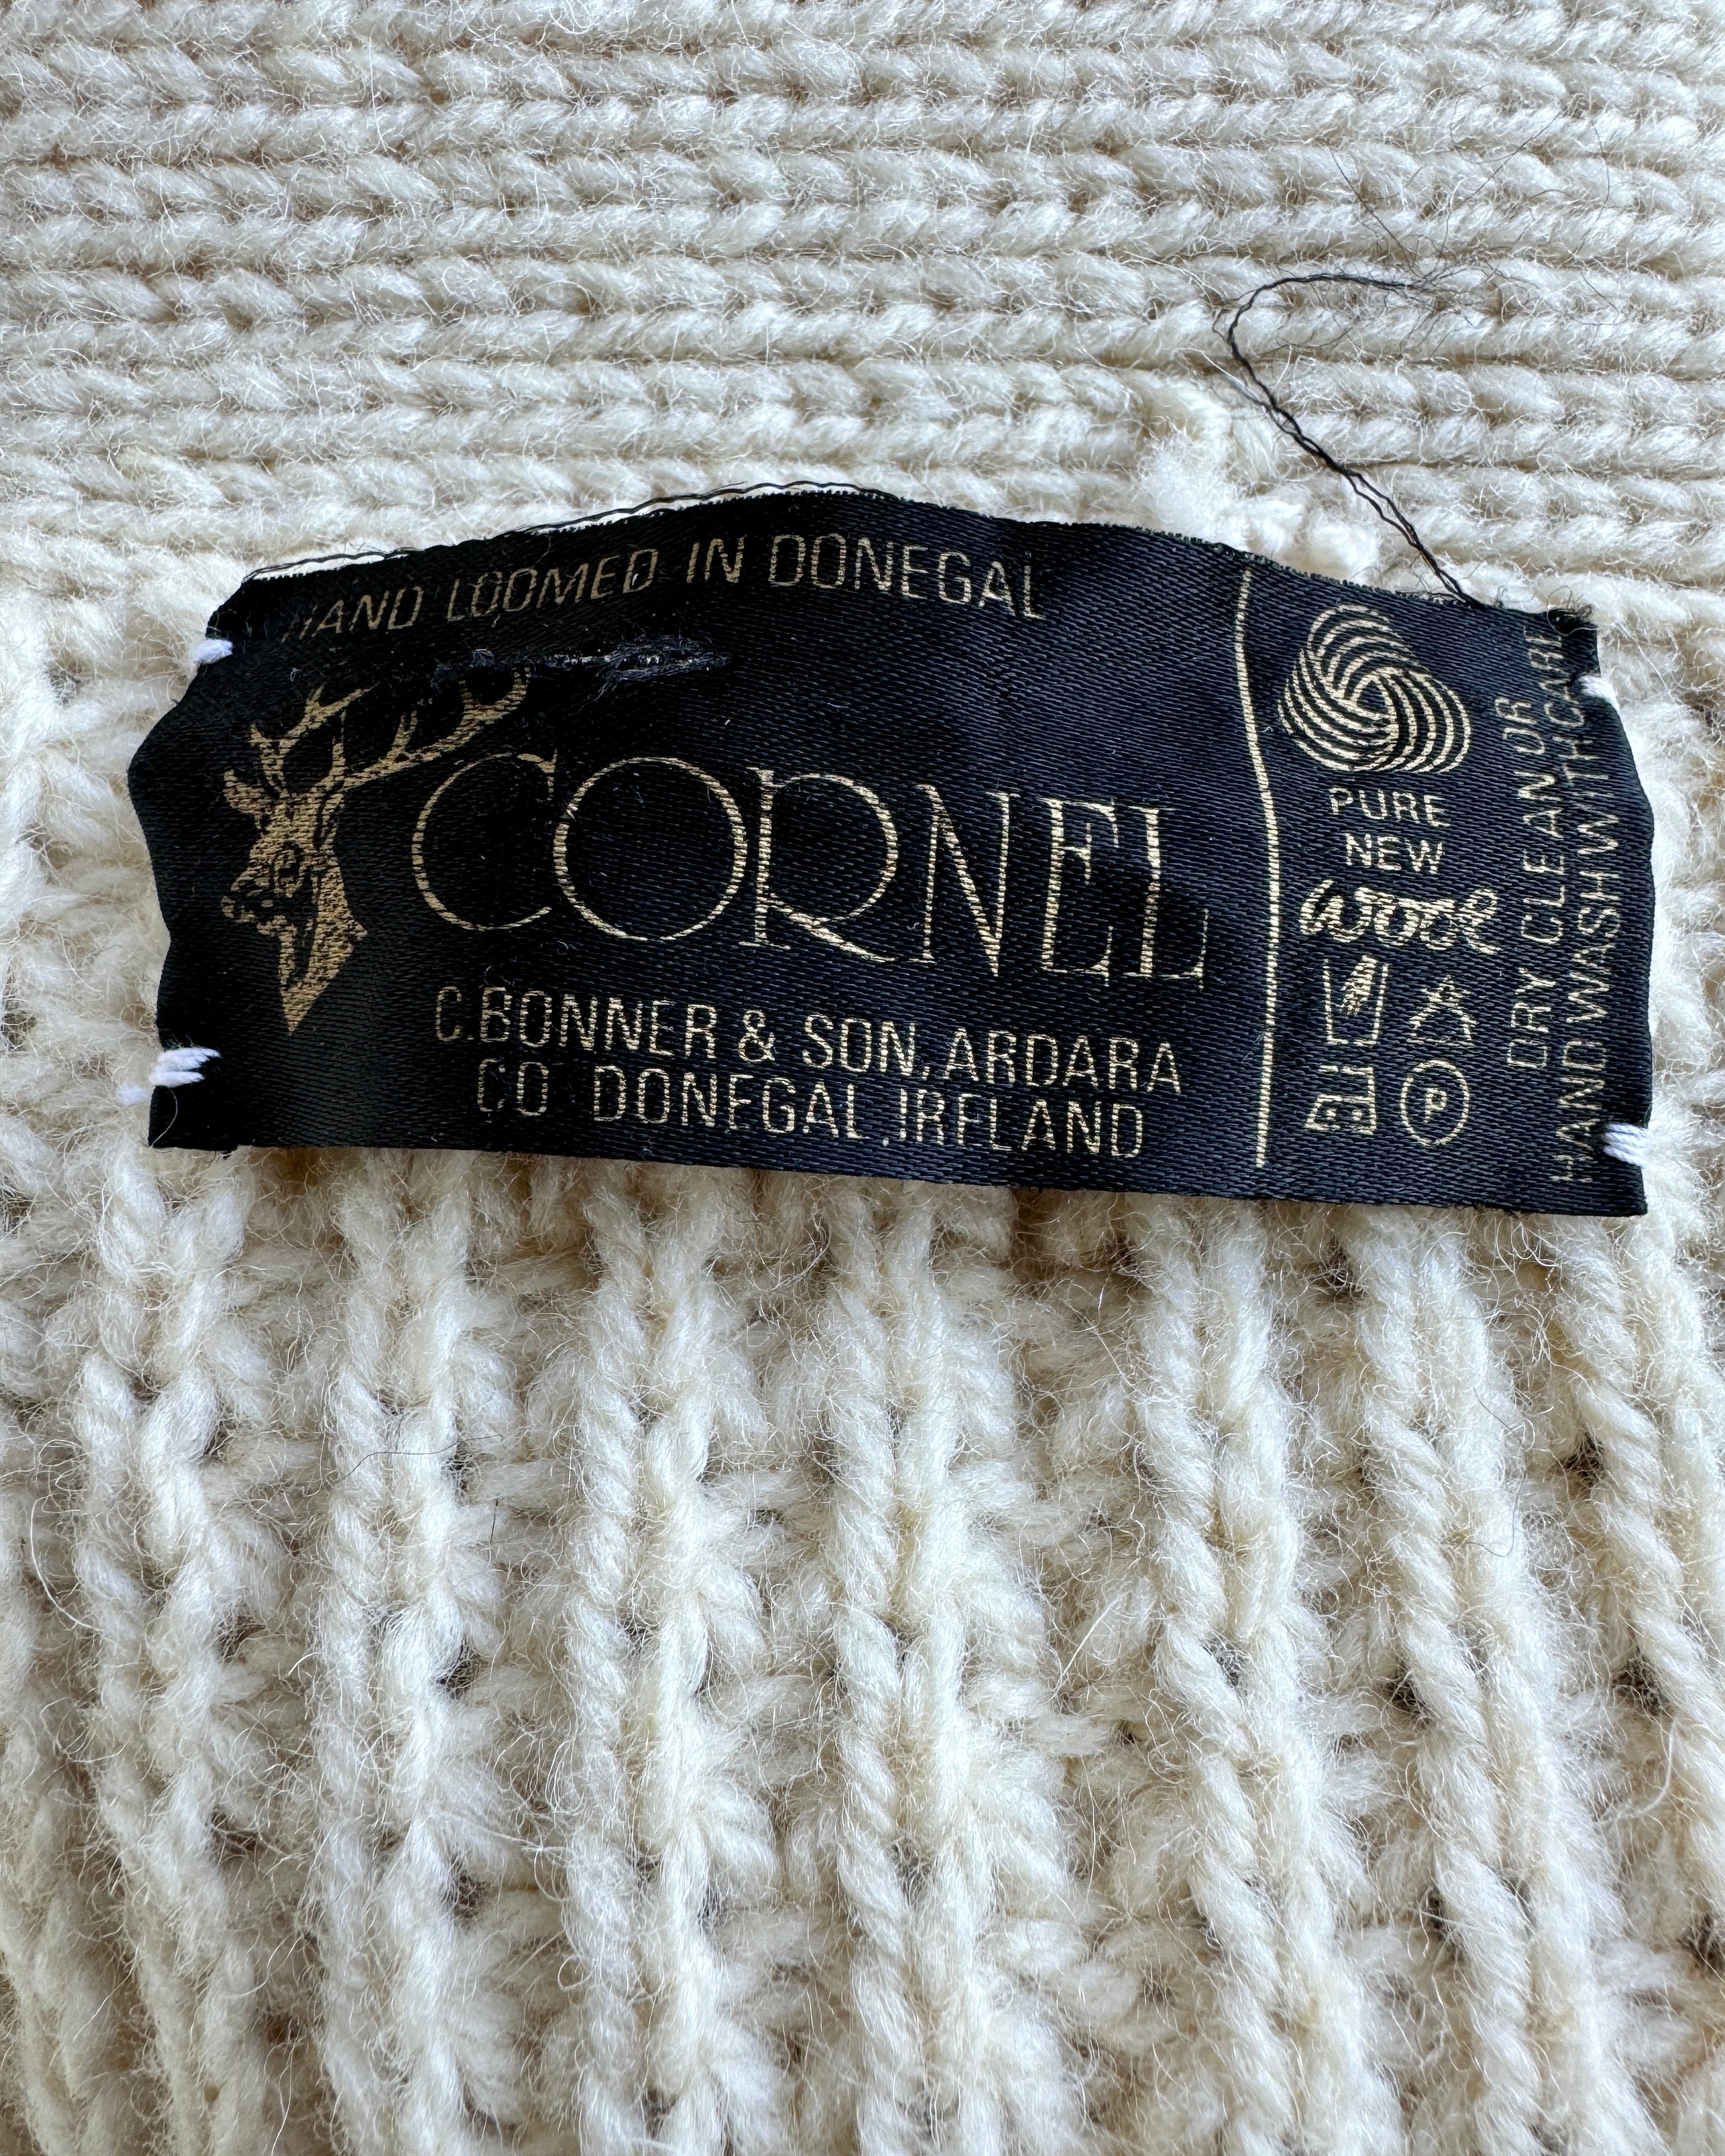 HAND LOOMED IN DONEGAL
CORNEL
C.BONNER & SON, ARDARA
CO DONEGAL, IRELAND
PURE
NEW
wool
P
DRY CLEAN OR
HAND WASH WITH CARE